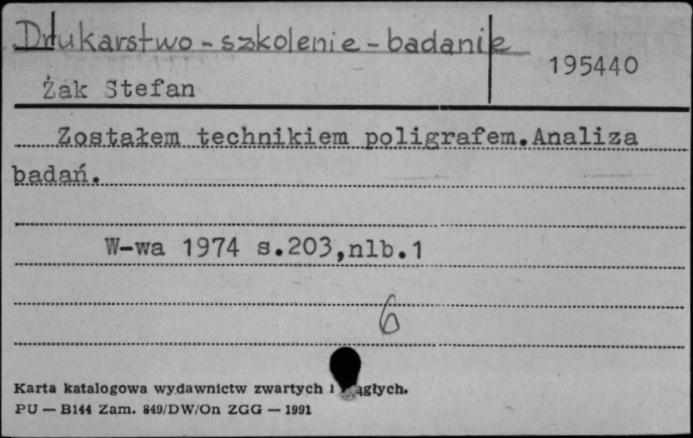 Drukarstwo - szkolenie - badanie
195440
Żak Stefan
Zostałem technikiem poligrafem.Analiza
badań.
W-wa 1974 s.203,nlb.1
6
Karta katalogowa wydawnictw zwartych i
PU — B144 Zam. 849/DW/On ZGG — 1991